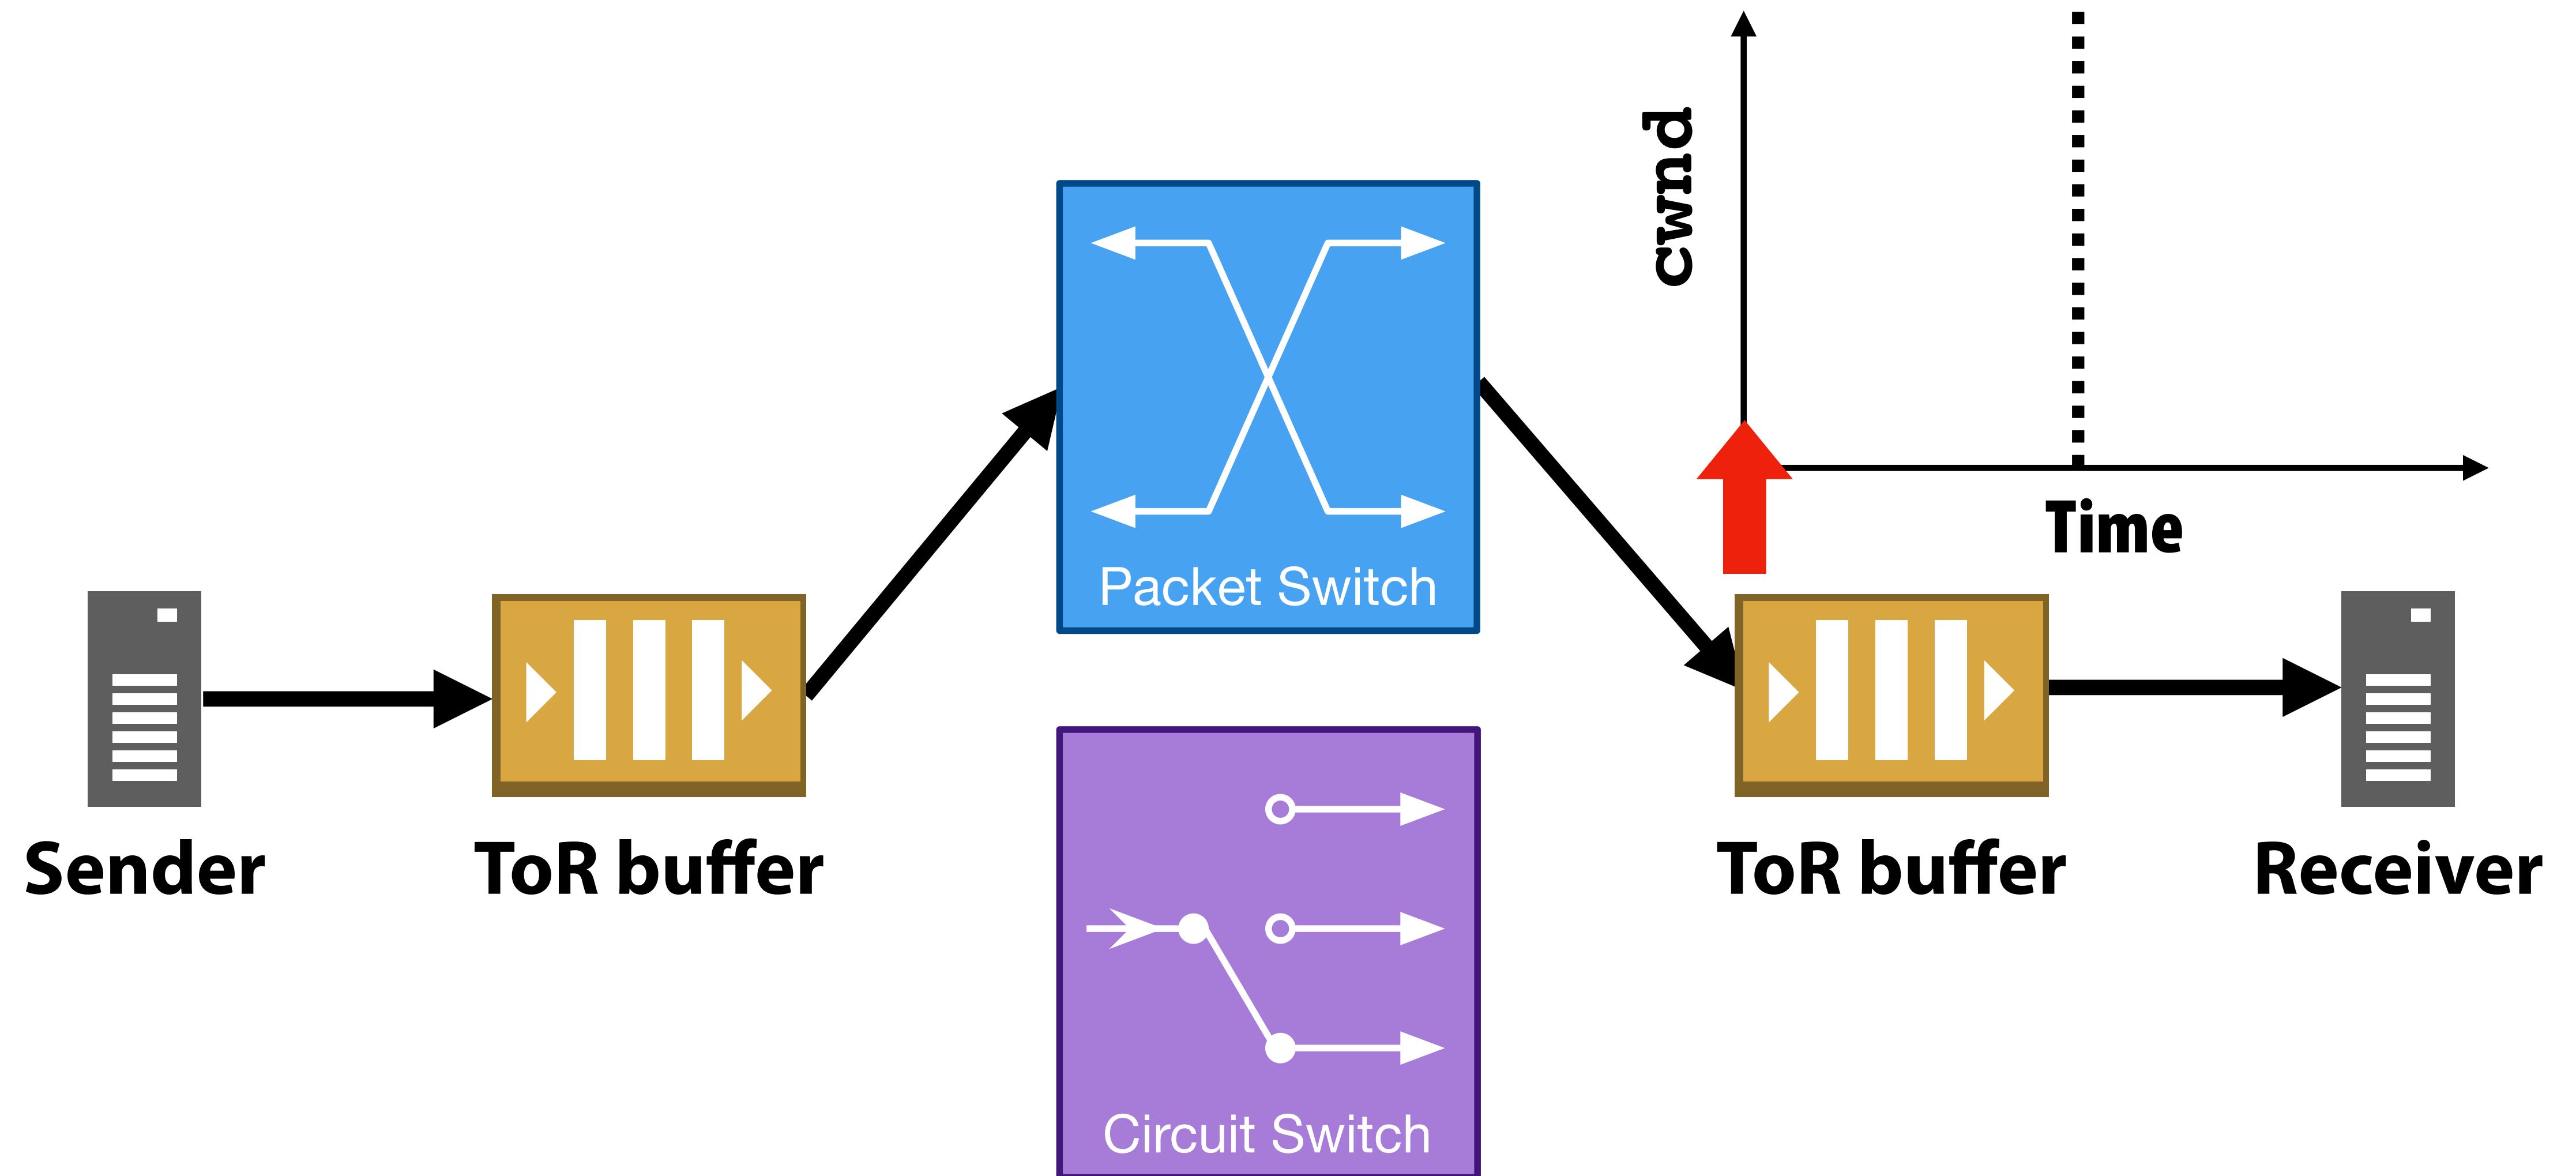 cwnd
Time
Packet Switch
Sender
ToR buffer
ToR buffer
Receiver
Circuit Switch